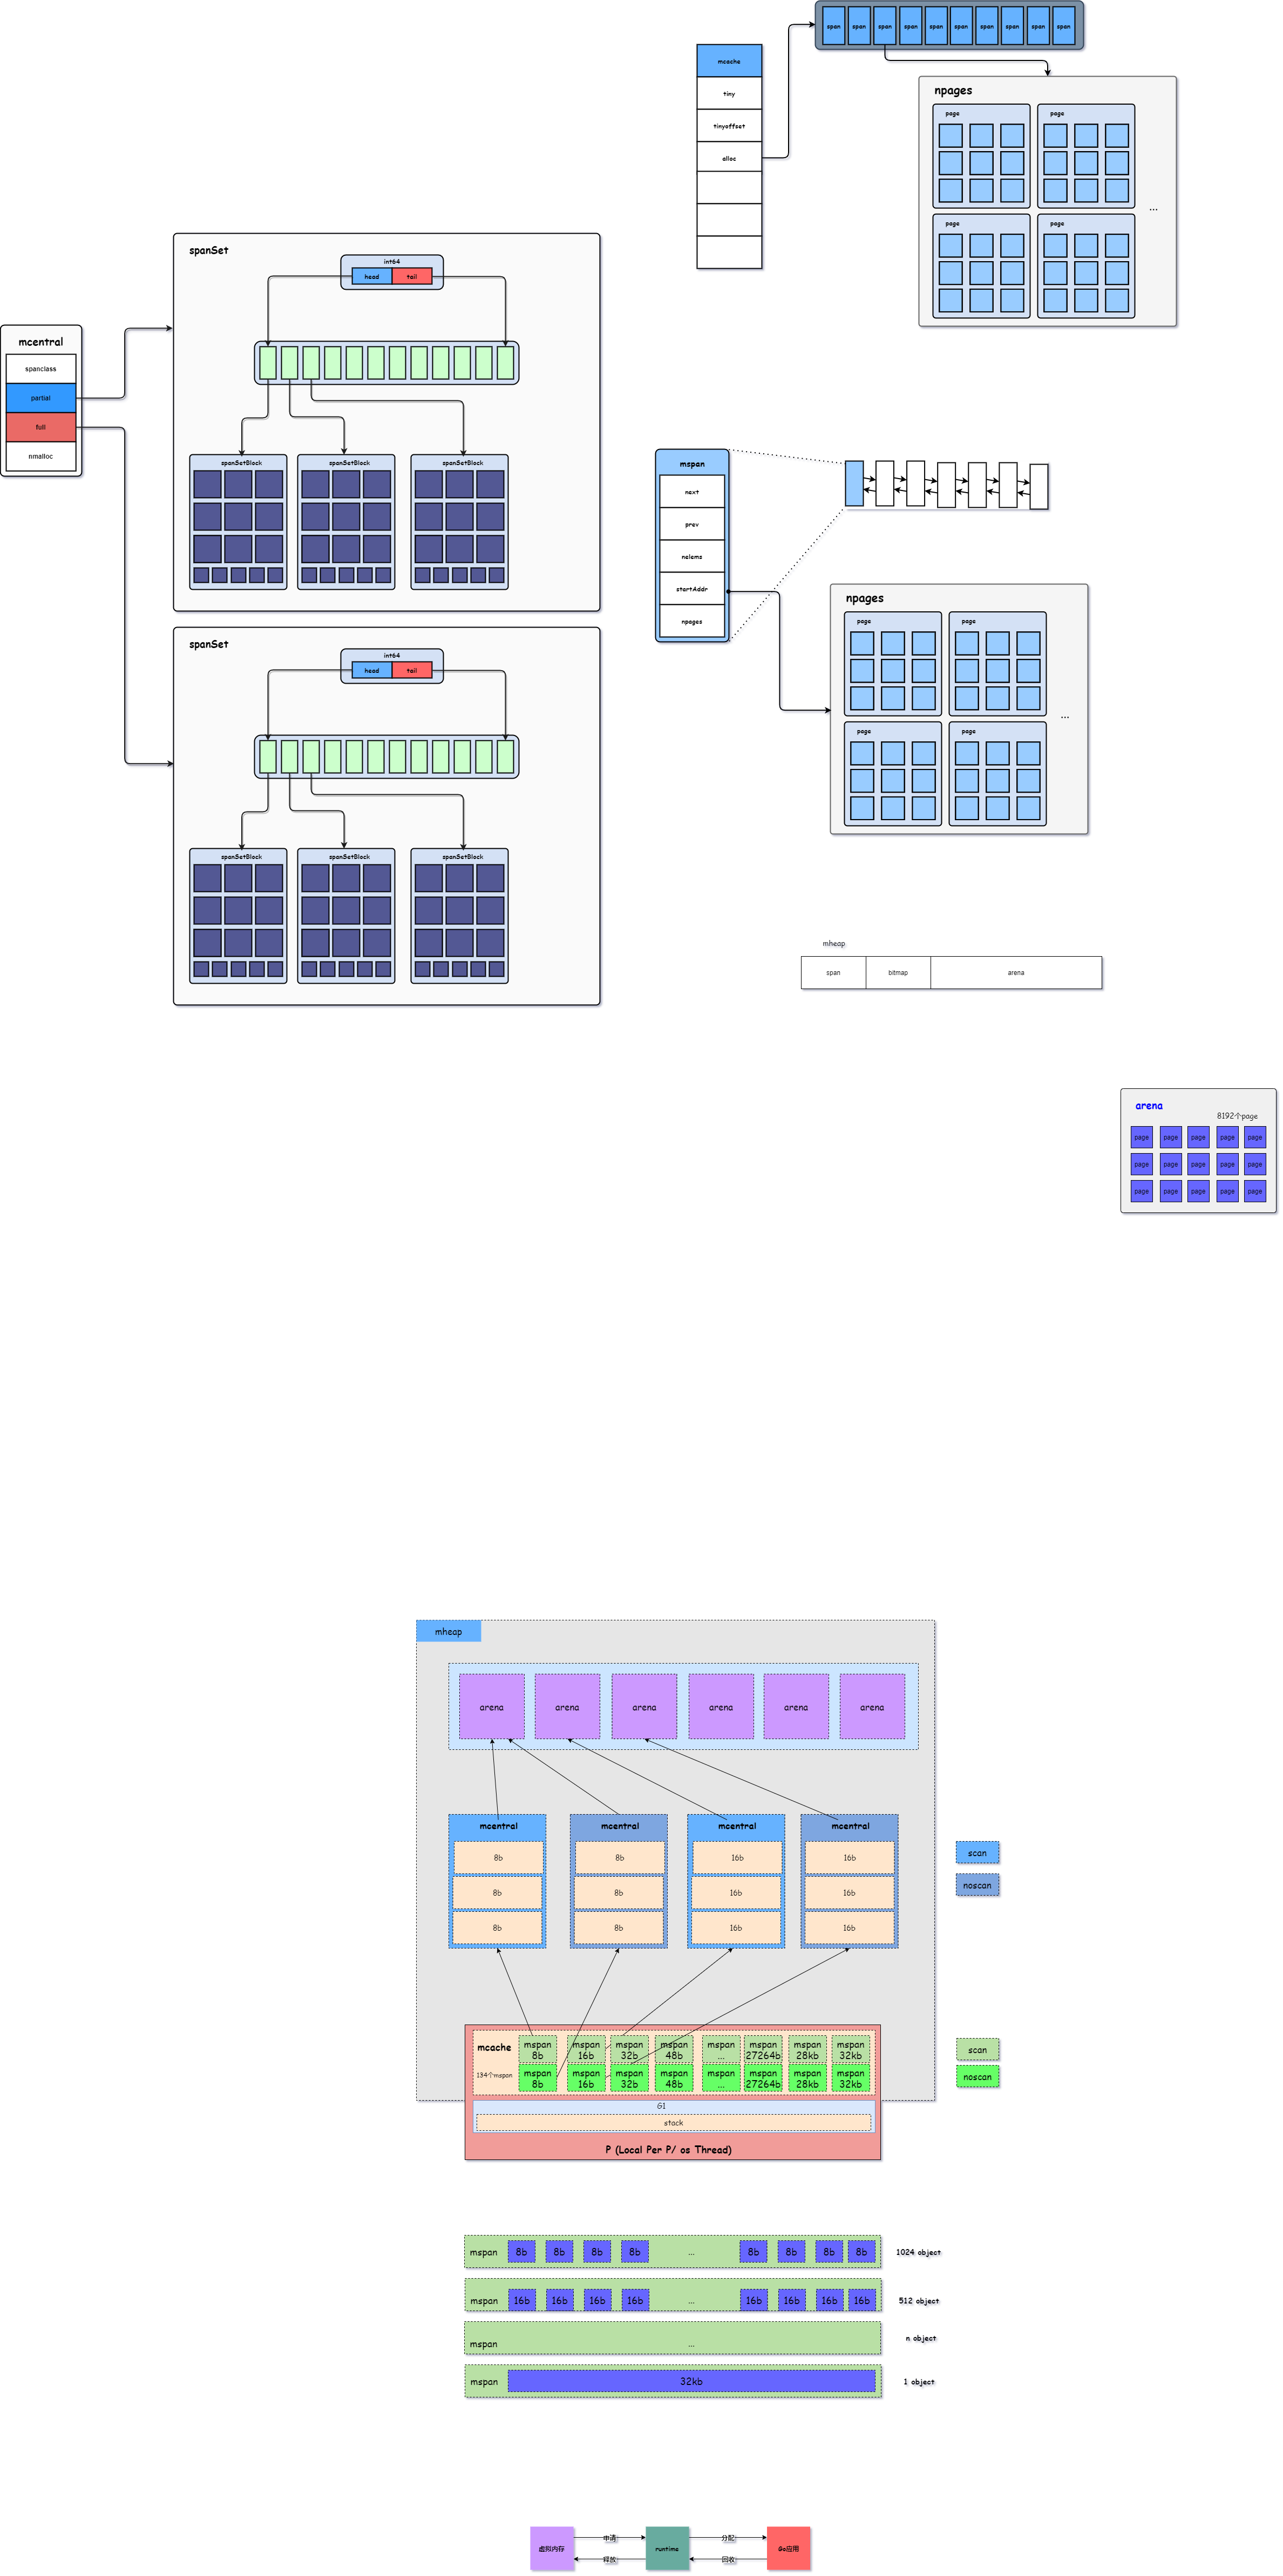 span span span span span span span span span span
mcache
tiny
tinyoffset
alloc
npages
page page
page page
...
spanSet
int64
head tail
spanSetBlock spanSetBlock spanSetBlock
mcentral
spanclass
partial
full
nmalloc
mspan
next
prev
nelems
startAddr
npages
npages
page page
page page
...
spanSet
int64
head tail
spanSetBlock spanSetBlock spanSetBlock
mheap
span bitmap arena
arena
8192个page
page page page page page
page page page page page
page page page page page
mheap
arena arena arena arena arena arena
mcentral mcentral mcentral mcentral
8b 8b 16b 16b
8b 8b 16b 16b
8b 8b 16b 16b
scan
noscan
mcache
134个mspan
mspan mspan mspan mspan mspan mspan mspan mspan
8b 16b 32b 48b ... 27264b 28kb 32kb
mspan mspan mspan mspan mspan mspan mspan mspan
8b 16b 32b 48b ... 27264b 28kb 32kb
scan
noscan
G1
stack
P (Local Per P/ os Thread)
mspan 8b 8b 8b 8b ... 8b 8b 8b 8b 1024 object
mspan 16b 16b 16b 16b ... 16b 16b 16b 16b 512 object
mspan ... n object
mspan 32kb 1 object
虚拟内存 申请 runtime 分配 Go应用
释放 回收